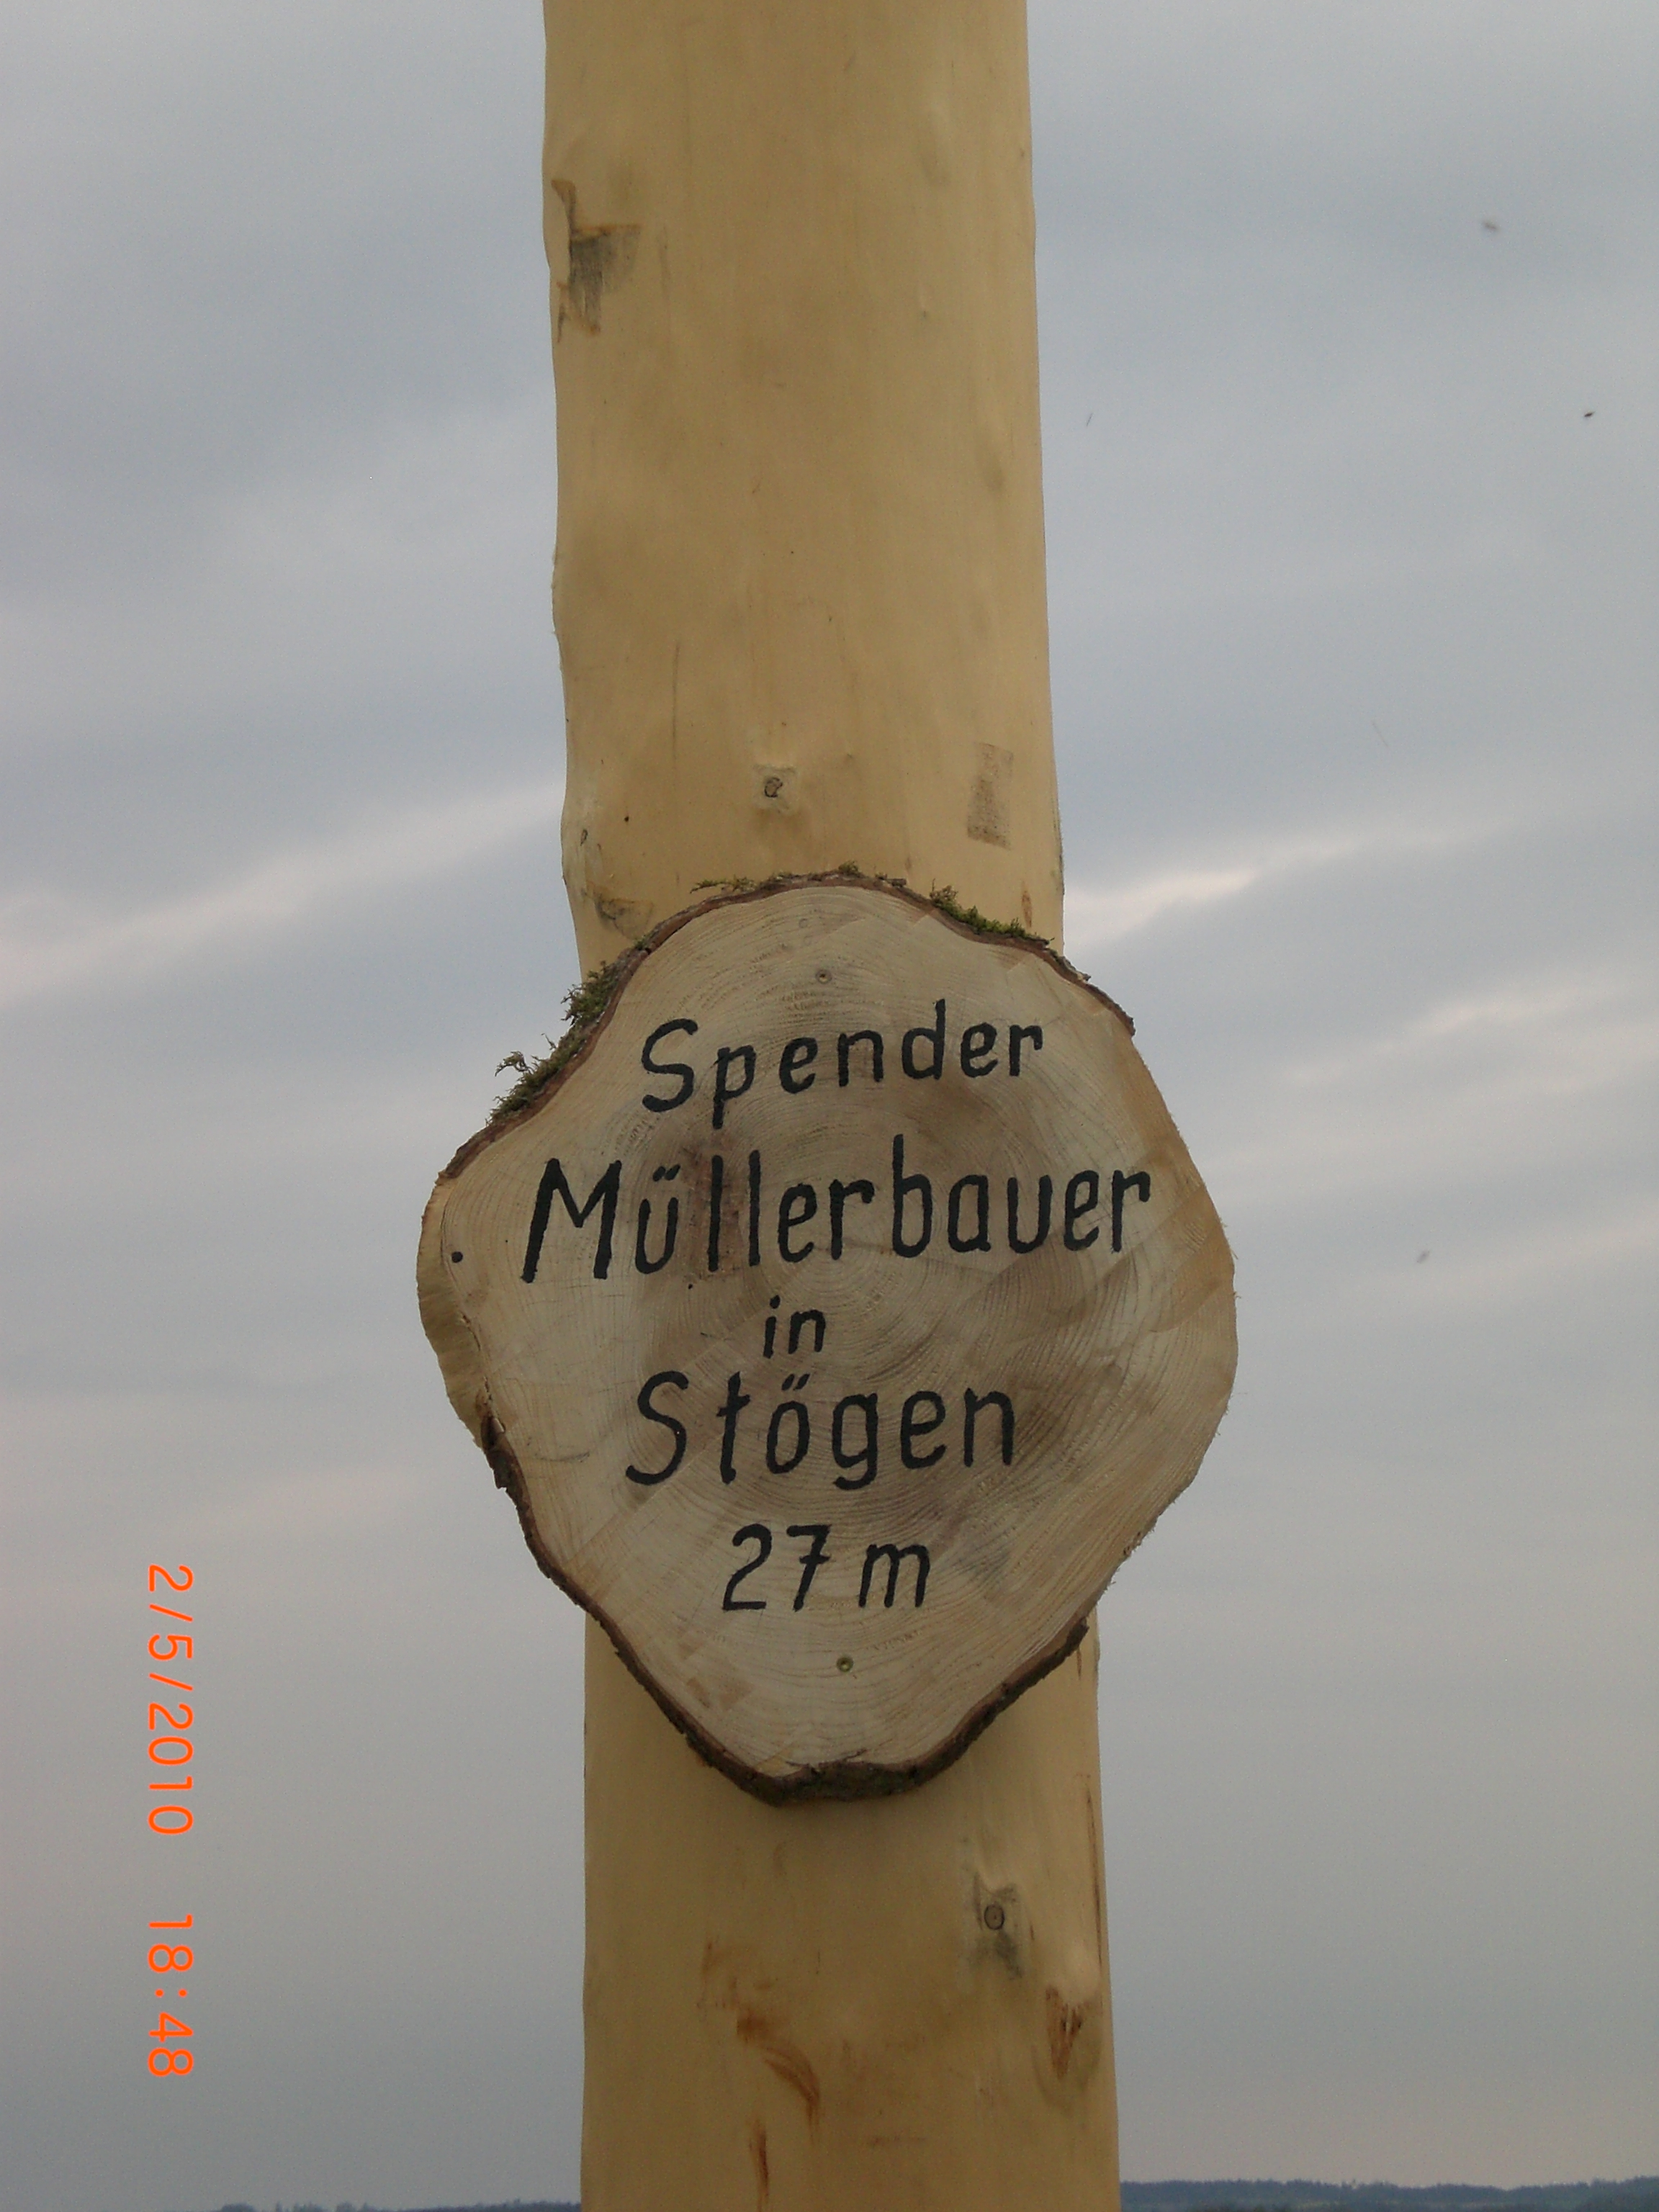 Spender
Müllerbauer
in
Stögen
27 m
2/5/2010 18:48